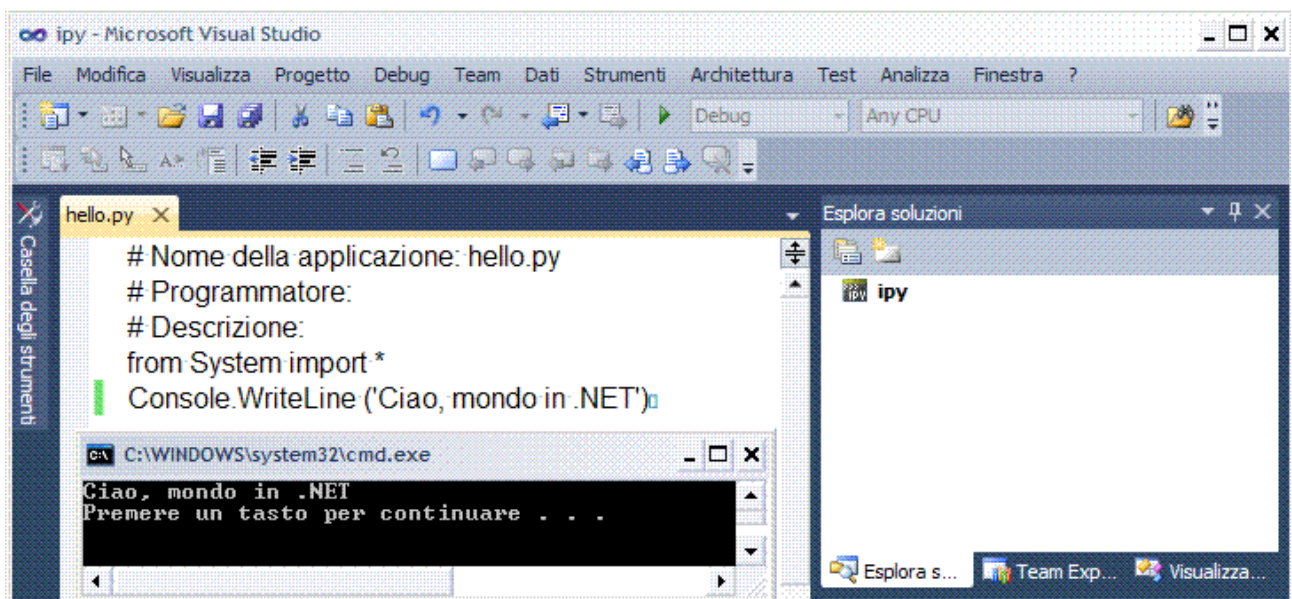 ipy - Microsoft Visual Studio
File Modifica Visualizza Progetto Debug Team Dati Strumenti Architettura Test Analizza Finestra ?
Debug Any CPU
Casella degli strumenti
hello.py
# Nome della applicazione: hello.py
# Programmatore:
# Descrizione:
from System import *
Console.WriteLine ('Ciao, mondo in .NET')
C:\WINDOWS\system32\cmd.exe
Ciao, mondo in .NET
Premere un tasto per continuare . . .
Esplora soluzioni
ipy
Esplora s... Team Exp... Visualizza...